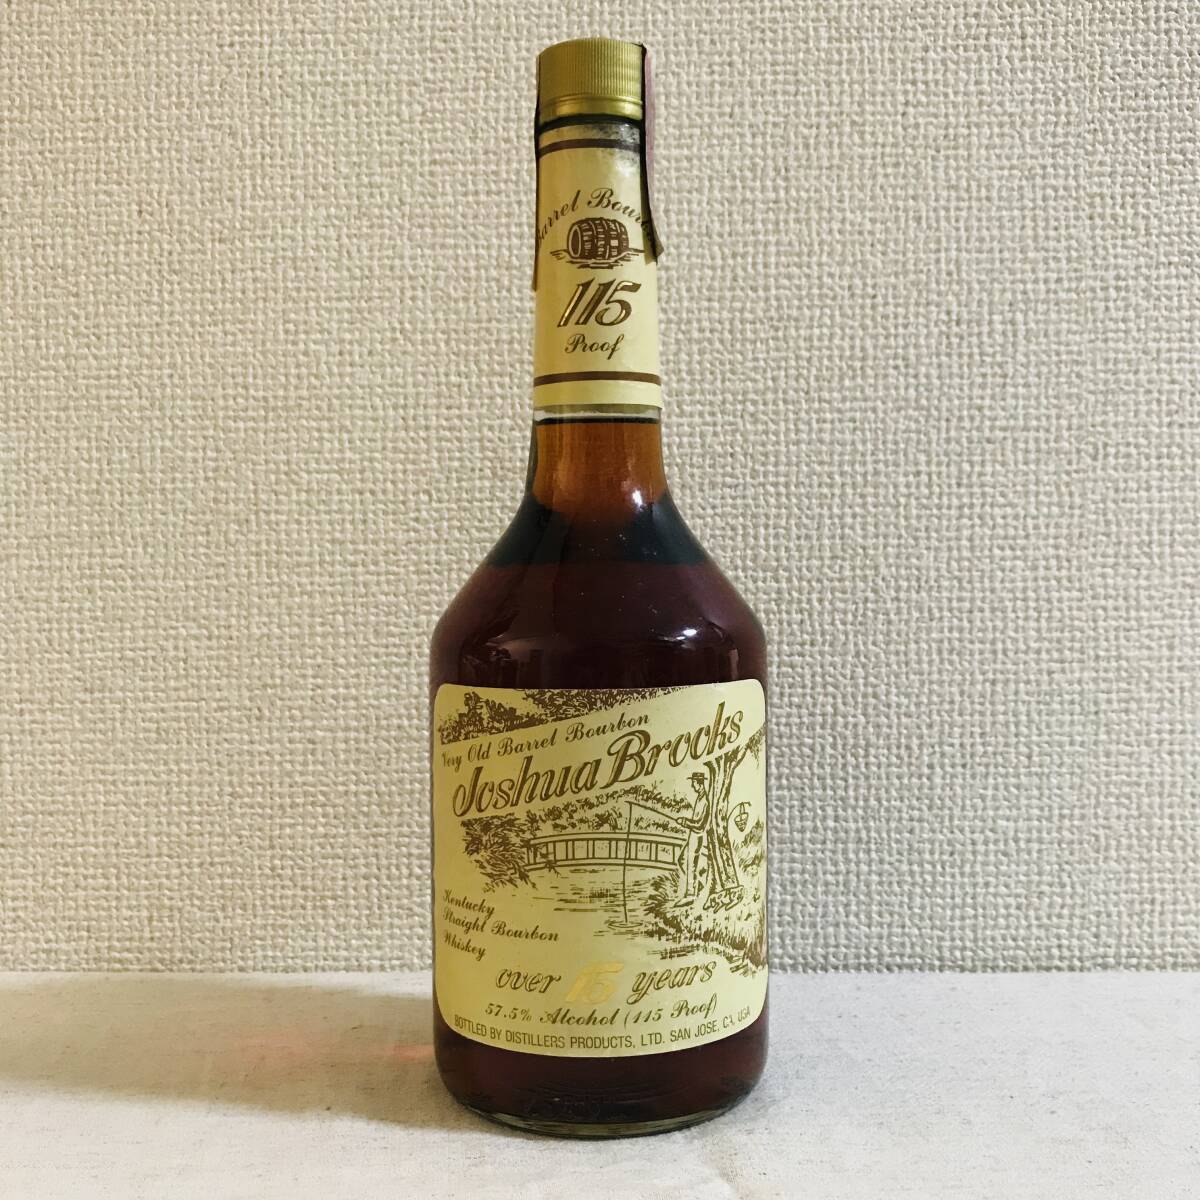 Barrel Bourbon
115
Proof
Very Old Barrel Bourbon
Joshua Brooks
Kentucky
Straight Bourbon
Whiskey
over 15 years
57.5% Alcohol (115 Proof)
BOTTLED BY DISTILLERS PRODUCTS, LTD. SAN JOSE, CA, USA